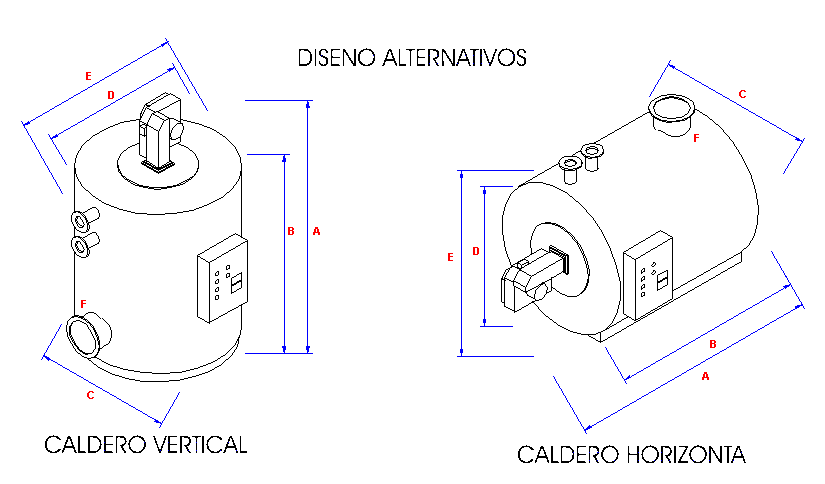 DISENO ALTERNATIVOS
E
D
B
A
F
C
CALDERO VERTICAL
C
F
E
D
B
A
CALDERO HORIZONTA